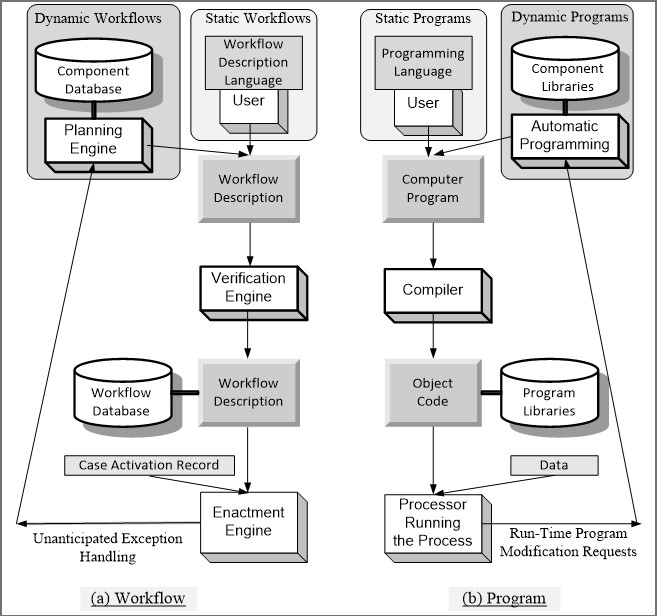 Dynamic Workflows
Static Workflows
Static Programs
Dynamic Programs
Component
Database
Workflow
Description
Language
User
Programming
Language
User
Component
Libraries
Planning
Engine
Automatic
Programming
Workflow
Description
Computer
Program
Verification
Engine
Compiler
Workflow
Database
Workflow
Description
Object
Code
Program
Libraries
Case Activation Record
Data
Enactment
Engine
Processor
Running
the Process
Unanticipated Exception
Handling
Run-Time Program
Modification Requests
(a) Workflow
(b) Program